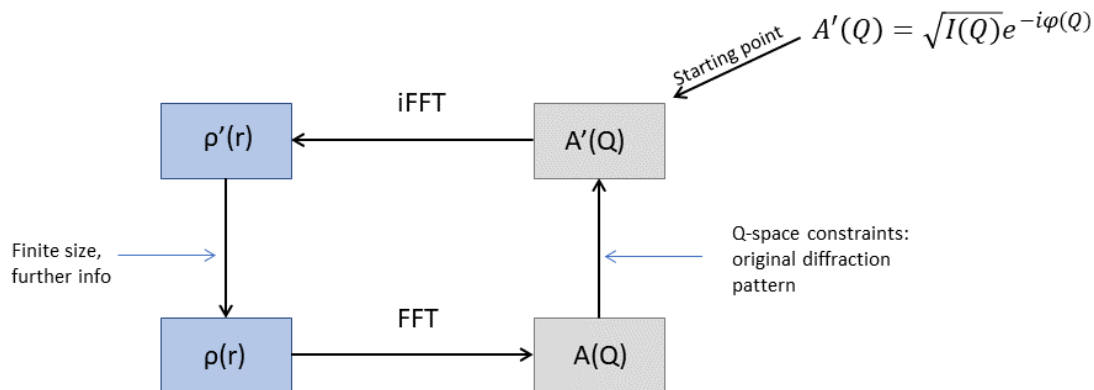 A′(Q) = √I(Q)e^{-iφ(Q)}
Starting point
iFFT
ρ’(r)
A’(Q)
Finite size,
further info
Q-space constraints:
original diffraction
pattern
FFT
ρ(r)
A(Q)